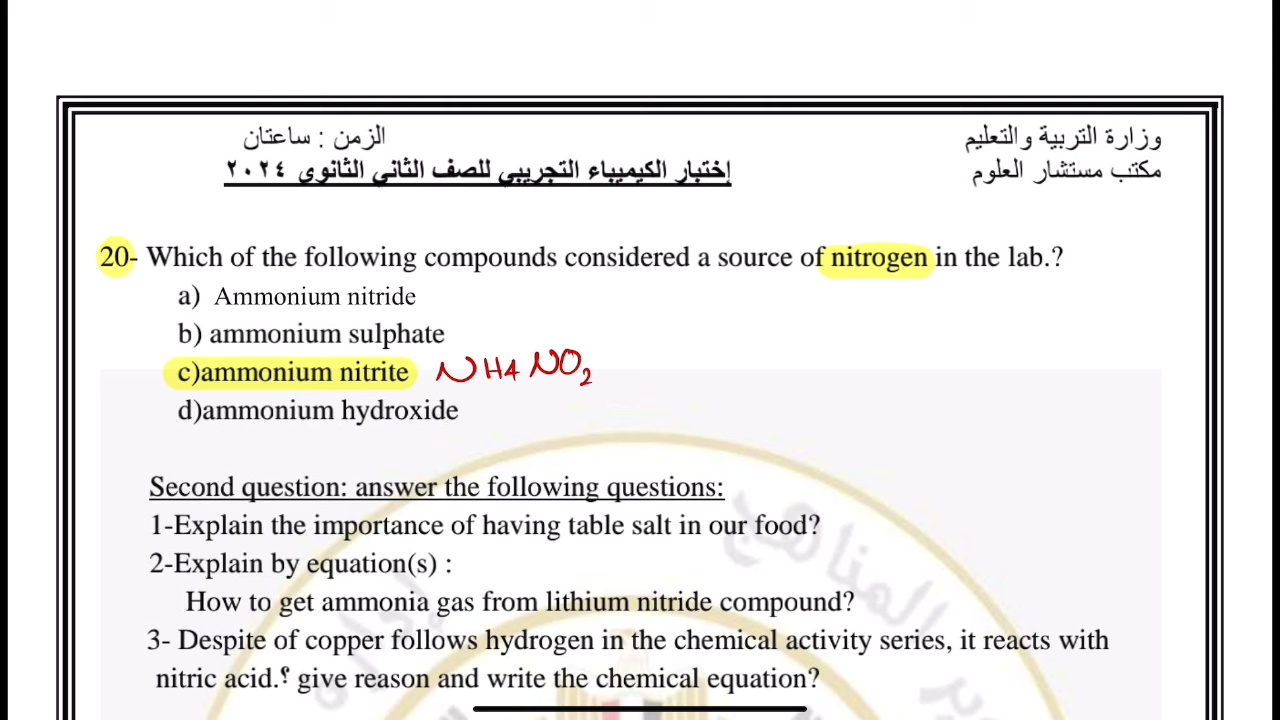 وزارة التربية والتعليم
الزمن : ساعتان
مكتب مستشار العلوم
إختبار الكيمياء التجريبي للصف الثاني الثانوى ٢٠٢٤
20- Which of the following compounds considered a source of nitrogen in the lab.?
a) Ammonium nitride
b) ammonium sulphate
c)ammonium nitrite NH4 NO2
d)ammonium hydroxide
Second question: answer the following questions:
1-Explain the importance of having table salt in our food?
2-Explain by equation(s) :
How to get ammonia gas from lithium nitride compound?
3- Despite of copper follows hydrogen in the chemical activity series, it reacts with
nitric acid.؟ give reason and write the chemical equation?